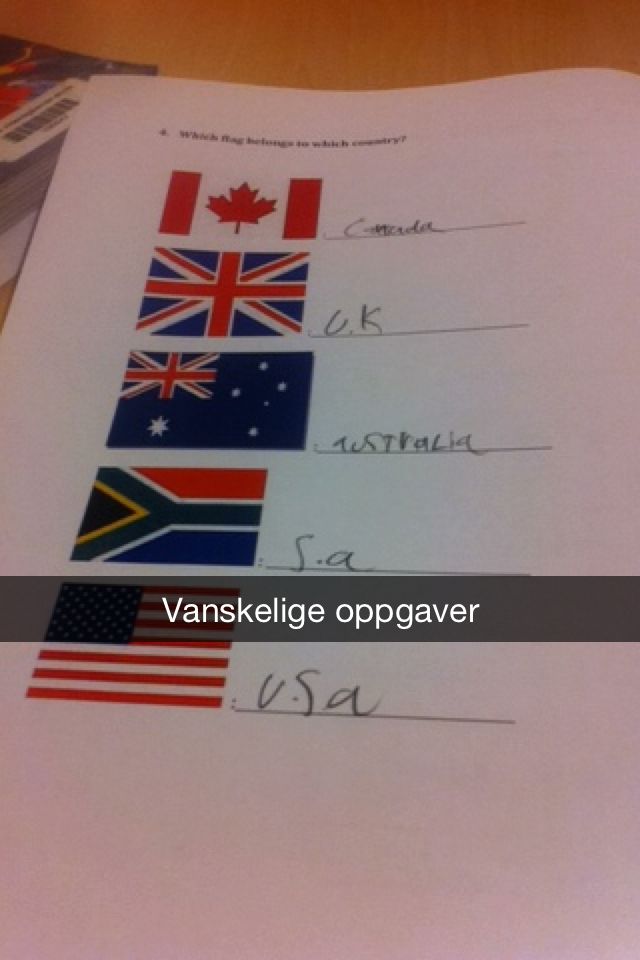 4. Which flag belongs to which country?
: Canada
: U.K
: AUSTRALIA
: S.a
Vanskelige oppgaver
: U.S a